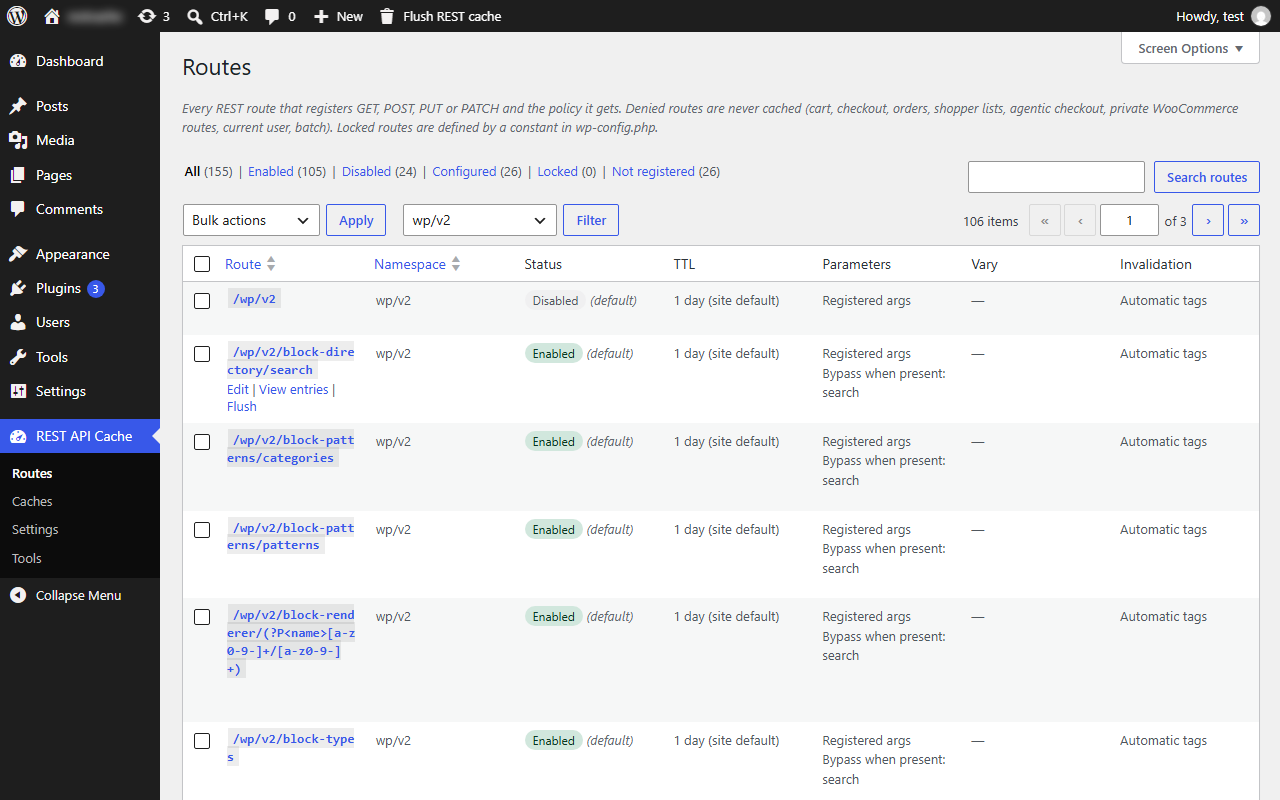 3 Ctrl+K 0 New Flush REST cache Howdy, test
Screen Options
Dashboard
Posts
Media
Pages
Comments
Appearance
Plugins 3
Users
Tools
Settings
REST API Cache
Routes
Caches
Settings
Tools
Collapse Menu
Routes
Every REST route that registers GET, POST, PUT or PATCH and the policy it gets. Denied routes are never cached (cart, checkout, orders, shopper lists, agentic checkout, private WooCommerce
routes, current user, batch). Locked routes are defined by a constant in wp-config.php.
All (155) | Enabled (105) | Disabled (24) | Configured (26) | Locked (0) | Not registered (26)
Search routes
Bulk actions Apply wp/v2 Filter 106 items « ‹ 1 of 3 › »
Route Namespace Status TTL Parameters Vary Invalidation
/wp/v2 wp/v2 Disabled (default) 1 day (site default) Registered args — Automatic tags
/wp/v2/block-dire wp/v2 Enabled (default) 1 day (site default) Registered args — Automatic tags
ctory/search Bypass when present:
Edit | View entries | search
Flush
/wp/v2/block-patt wp/v2 Enabled (default) 1 day (site default) Registered args — Automatic tags
erns/categories Bypass when present:
search
/wp/v2/block-patt wp/v2 Enabled (default) 1 day (site default) Registered args — Automatic tags
erns/patterns Bypass when present:
search
/wp/v2/block-rend wp/v2 Enabled (default) 1 day (site default) Registered args — Automatic tags
erer/(?P<name>[a-z Bypass when present:
0-9-]+/[a-z0-9-] search
+)
/wp/v2/block-type wp/v2 Enabled (default) 1 day (site default) Registered args — Automatic tags
s Bypass when present:
search